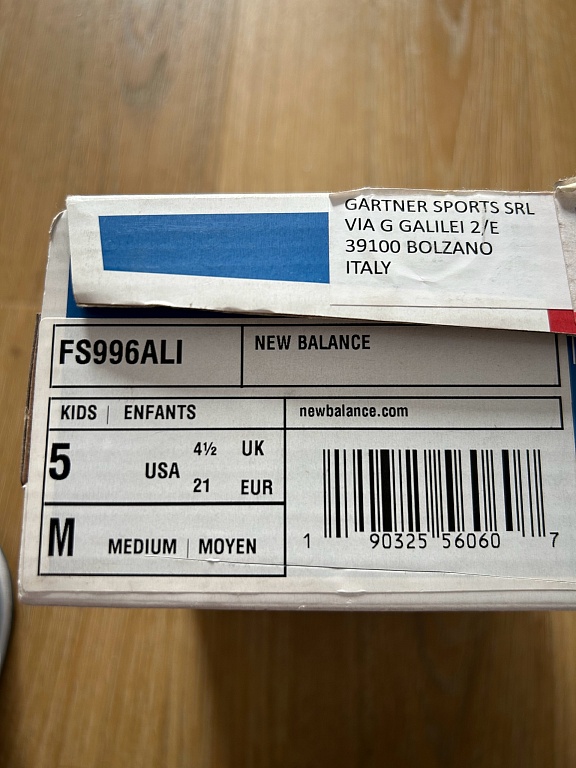 GARTNER SPORTS SRL
VIA G GALILEI 2/E
39100 BOLZANO
ITALY
FS996ALI
NEW BALANCE
KIDS | ENFANTS
newbalance.com
5 USA 4½ UK
21 EUR
M MEDIUM | MOYEN
1 90325 56060 7